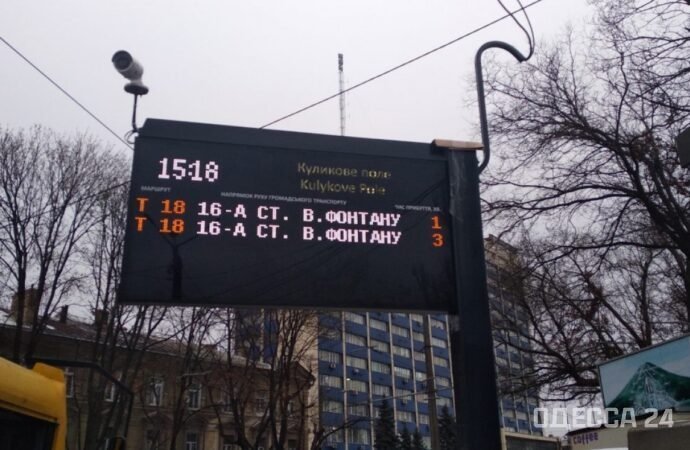 15:18
Куликове поле
Kulykove Pole
МАРШРУТ НАПРЯМОК РУХУ ГРОМАДСЬКОГО ТРАНСПОРТУ ЧАС ПРИБУТТЯ, ХВ.
Т 18 16-А СТ. В.ФОНТАНУ 1
Т 18 16-А СТ. В.ФОНТАНУ 3
ОДЕССА 24
coffee